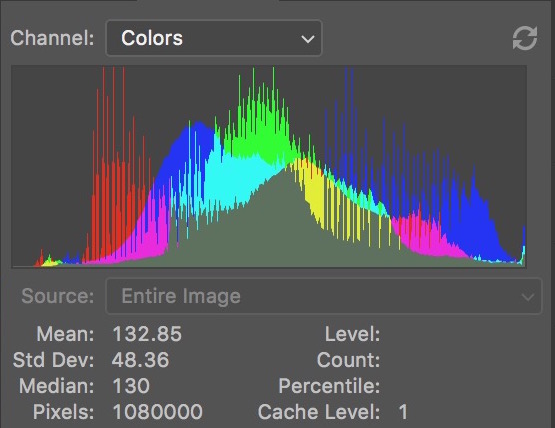 Channel: Colors
Source: Entire Image
Mean: 132.85 Level:
Std Dev: 48.36 Count:
Median: 130 Percentile:
Pixels: 1080000 Cache Level: 1